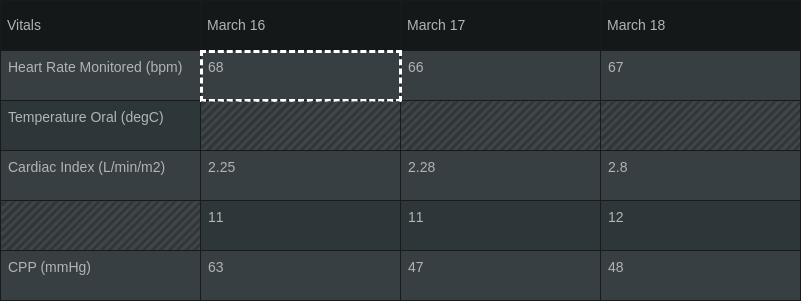 Vitals March 16 March 17 March 18
Heart Rate Monitored (bpm) 68 66 67
Temperature Oral (degC)
Cardiac Index (L/min/m2) 2.25 2.28 2.8
11 11 12
CPP (mmHg) 63 47 48